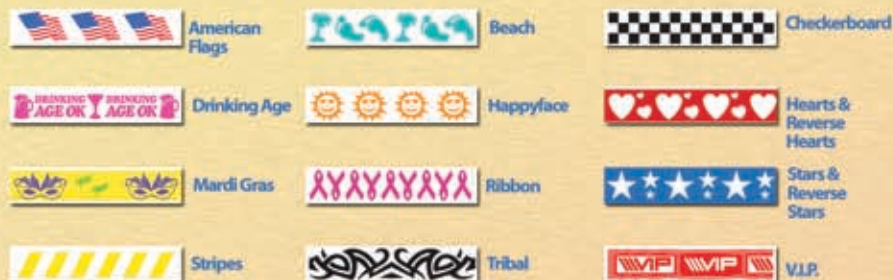 American
Flags
Beach
Checkerboard
DRINKING AGE OK DRINKING AGE OK
Drinking Age
Happyface
Hearts &
Reverse
Hearts
Mardi Gras
Ribbon
Stars &
Reverse
Stars
Stripes
Tribal
VIP VIP
V.I.P.